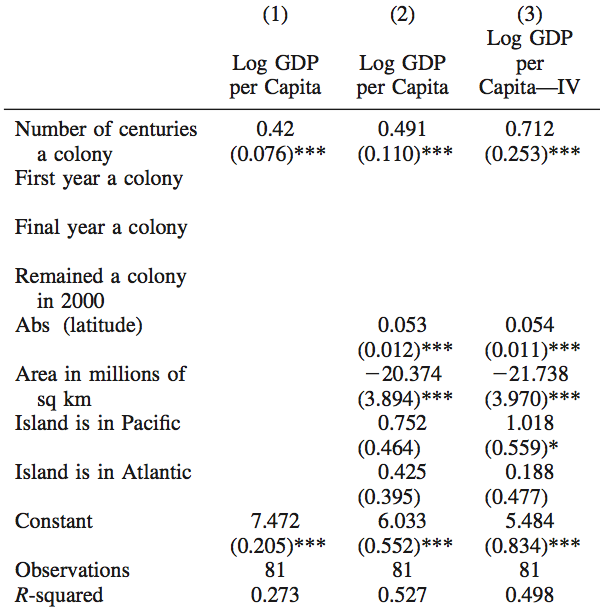 (1) (2) (3)
Log GDP
Log GDP Log GDP per
per Capita per Capita Capita—IV
Number of centuries 0.42 0.491 0.712
a colony (0.076)*** (0.110)*** (0.253)***
First year a colony
Final year a colony
Remained a colony
in 2000
Abs (latitude) 0.053 0.054
(0.012)*** (0.011)***
Area in millions of −20.374 −21.738
sq km (3.894)*** (3.970)***
Island is in Pacific 0.752 1.018
(0.464) (0.559)*
Island is in Atlantic 0.425 0.188
(0.395) (0.477)
Constant 7.472 6.033 5.484
(0.205)*** (0.552)*** (0.834)***
Observations 81 81 81
R-squared 0.273 0.527 0.498